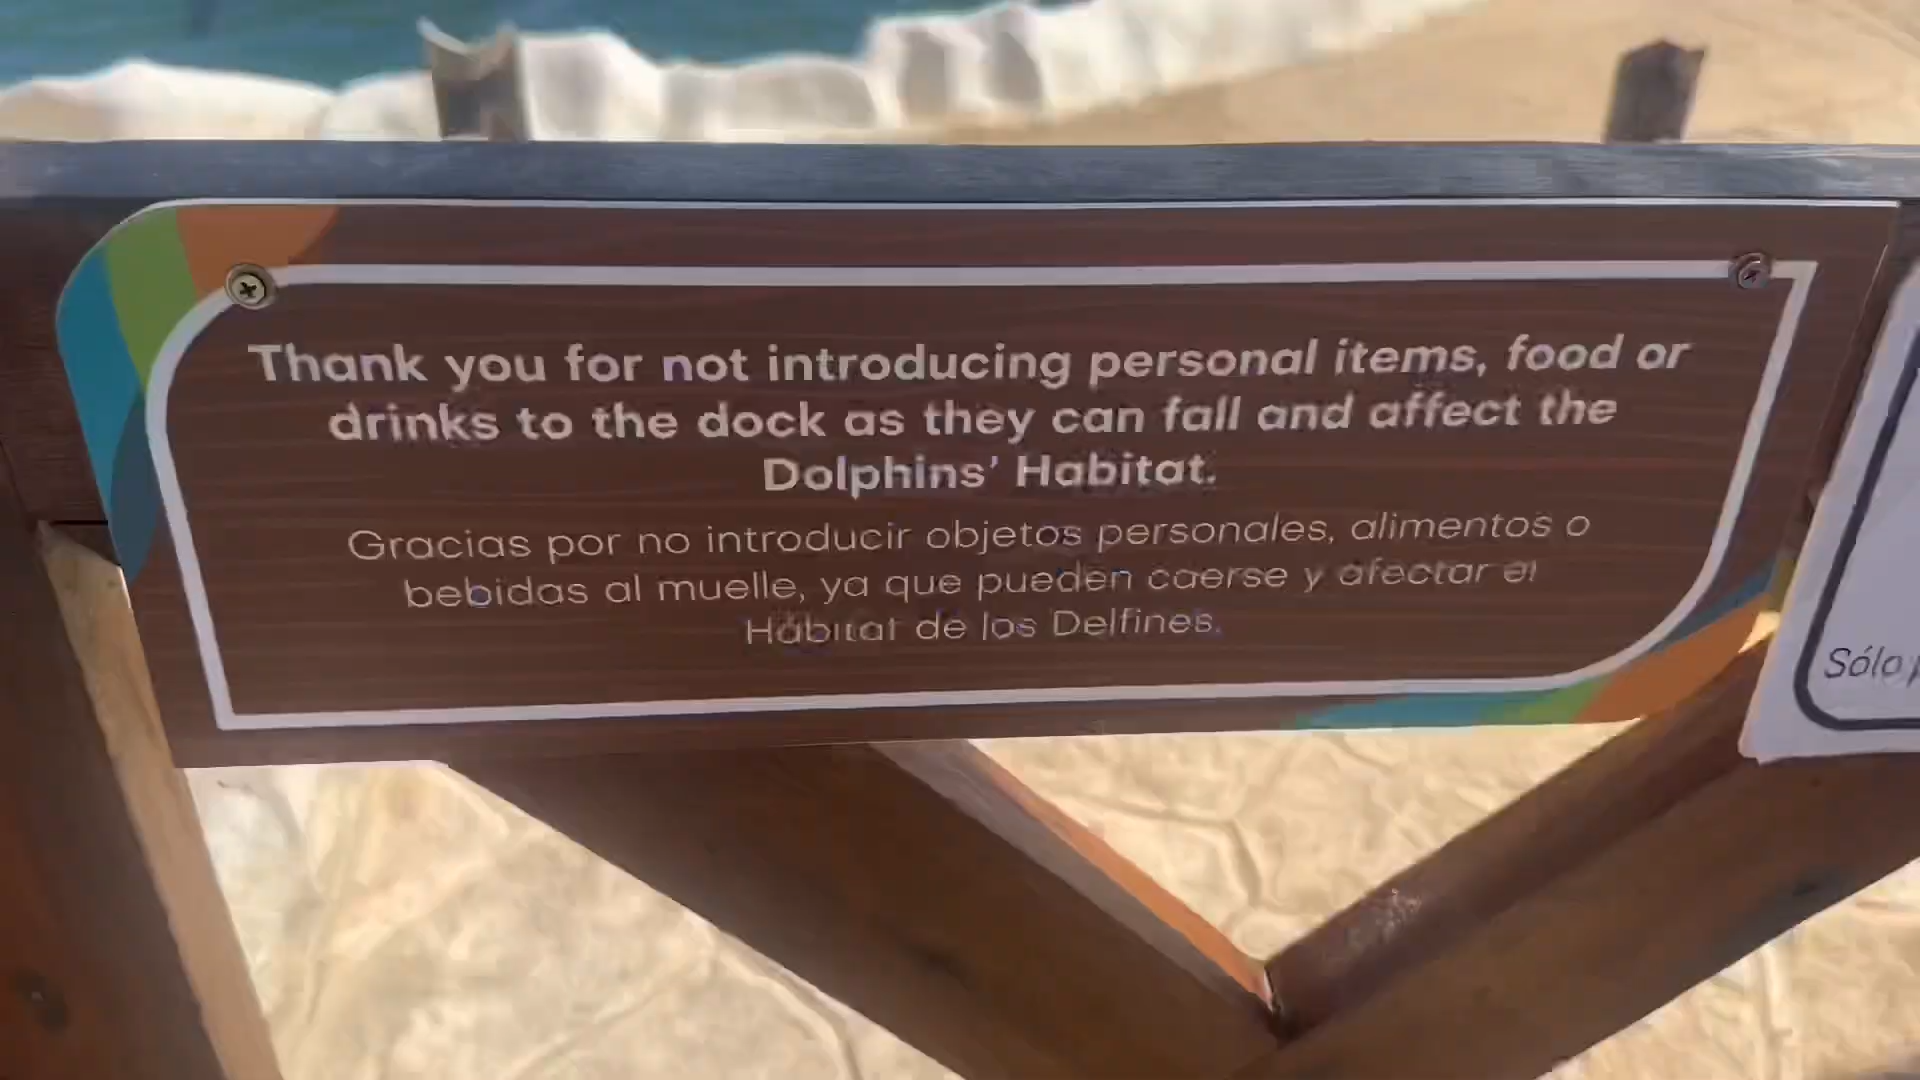 Thank you for not introducing personal items, food or
drinks to the dock as they can fall and affect the
Dolphins' Habitat.
Gracias por no introducir objetos personales, alimentos o
bebidas al muelle, ya que pueden caerse y afectar el
Hábitat de los Delfines.
Sólo